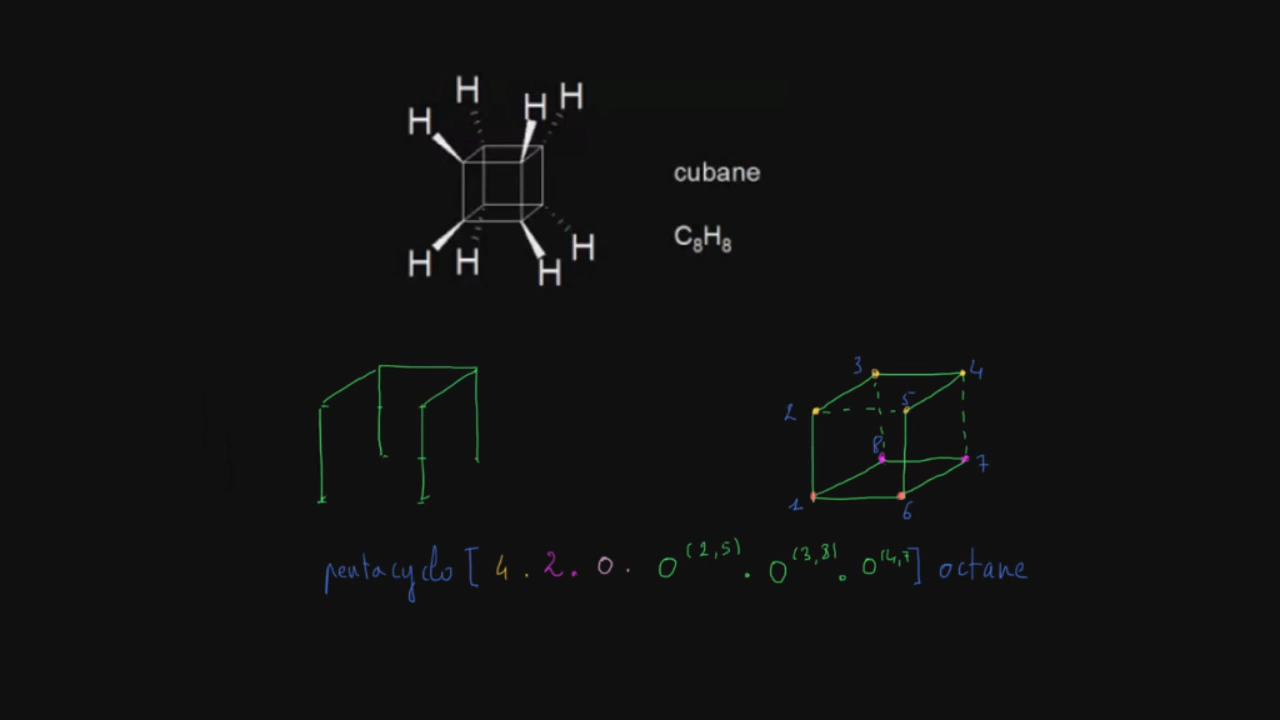 H
H H
H
cubane
C₈H₈
H
H H
H
3 4
2 5
8 7
1 6
pentacyclo [4.2.0.0^(2,5).0^(3,8).0^(4,7] octane